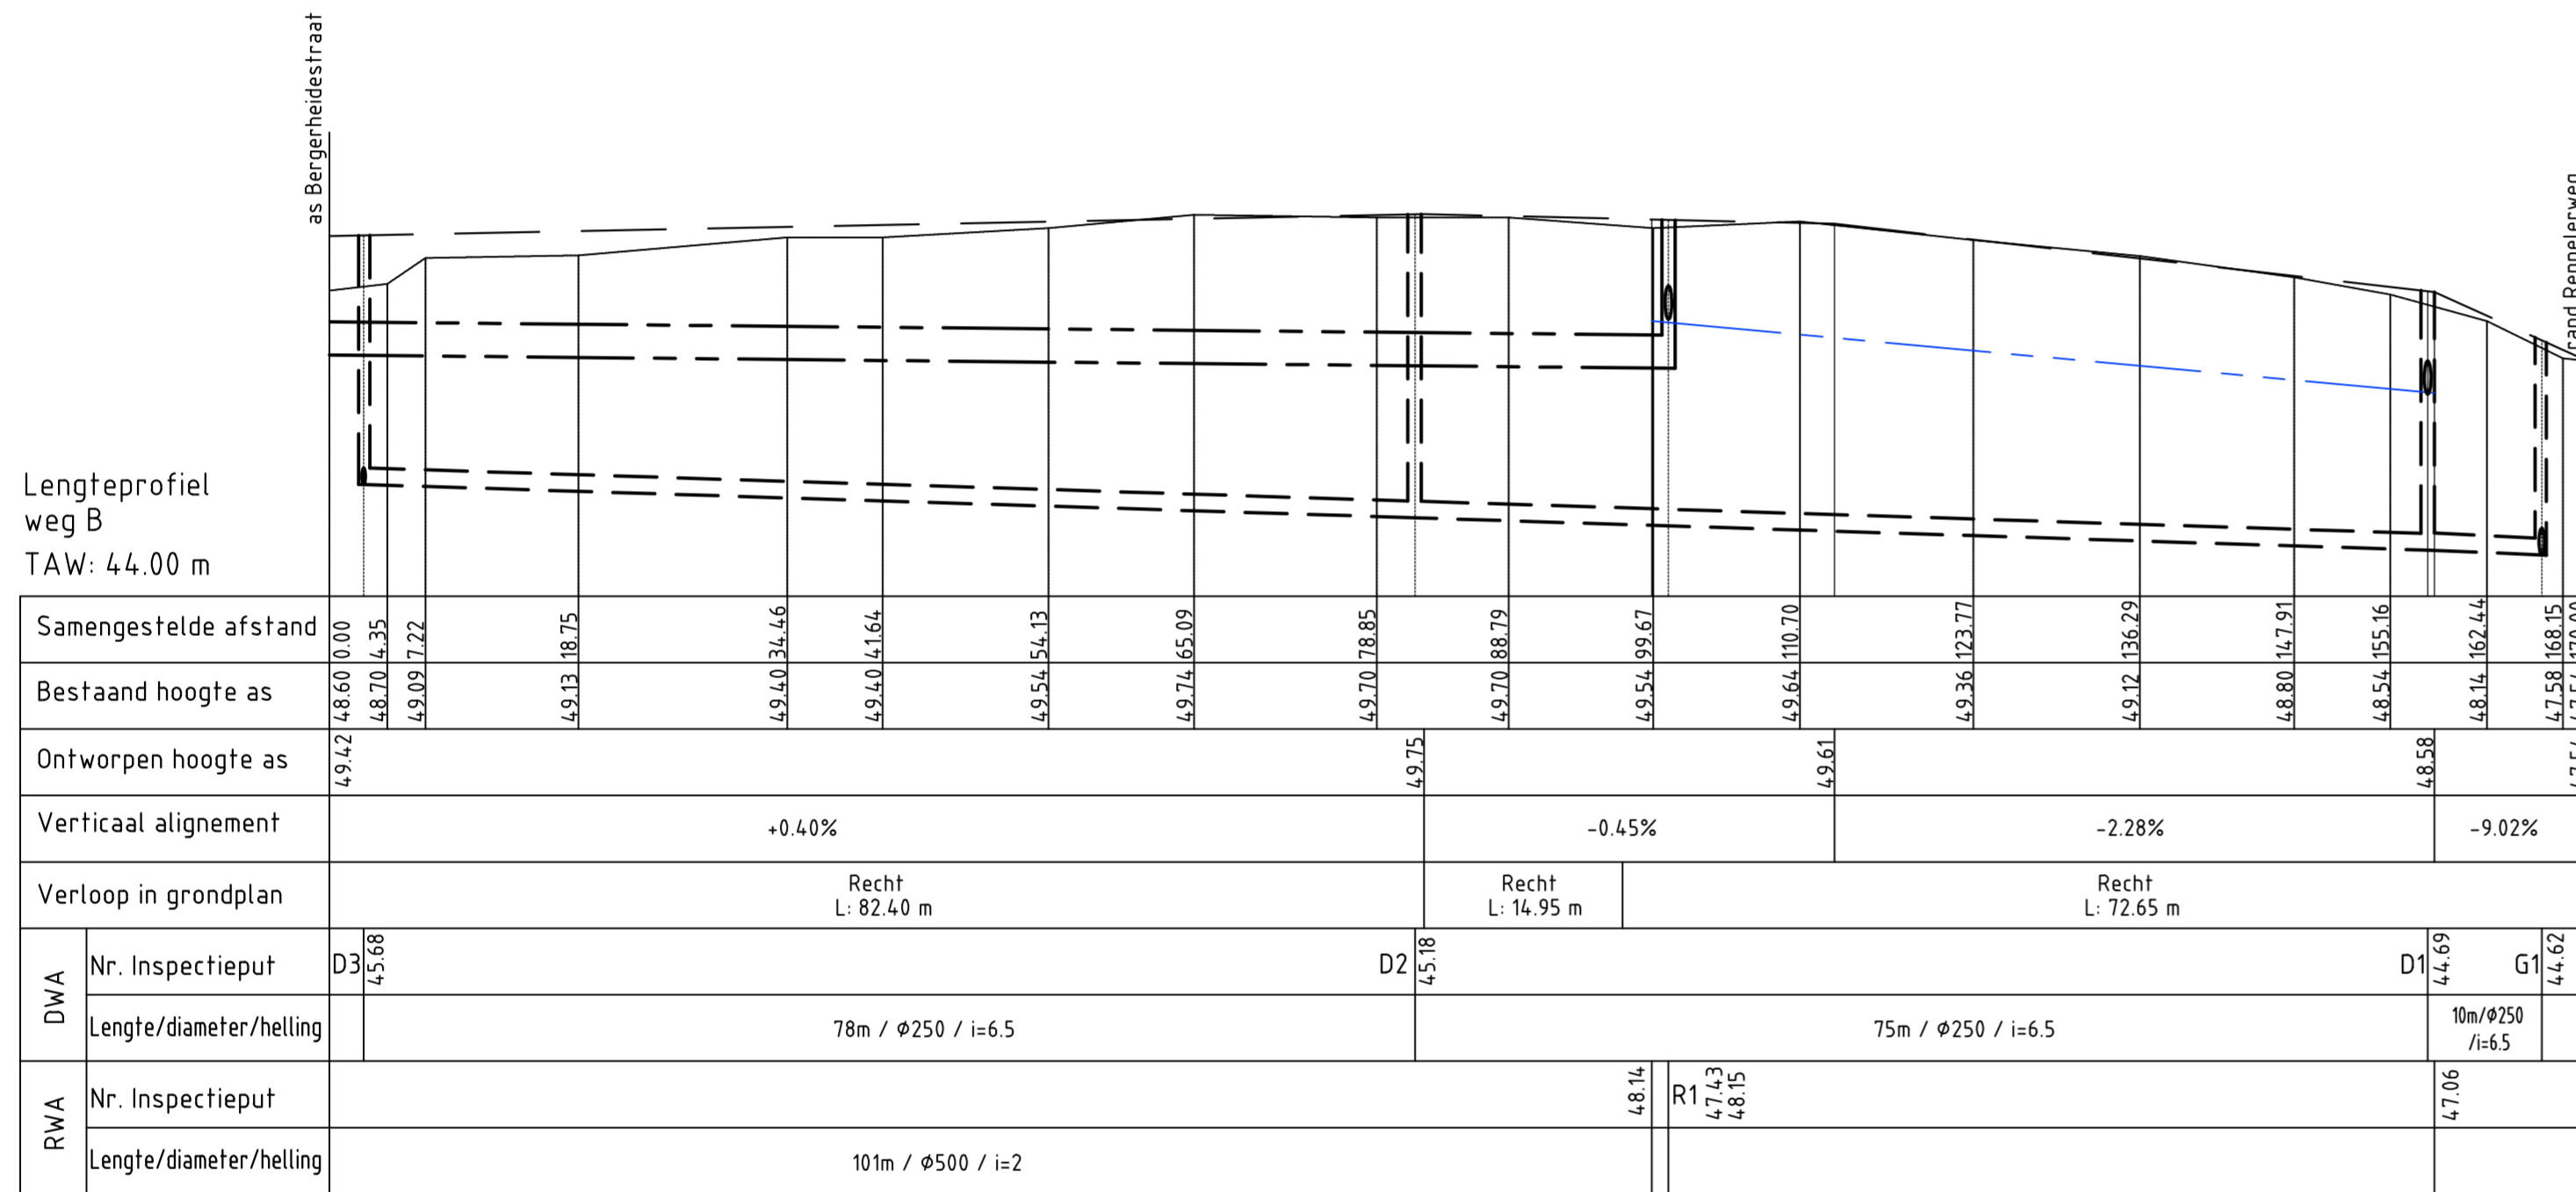 as Bergerheidestraat
rand Reppelerweg
Lengteprofiel
weg B
TAW: 44.00 m
Samengestelde afstand 0.00 4.35 7.22 18.75 34.46 41.64 54.13 65.09 78.85 88.79 99.67 110.70 123.77 136.29 147.91 155.16 162.44 168.15
Bestaand hoogte as 48.60 48.70 49.09 49.13 49.40 49.40 49.54 49.74 49.70 49.70 49.54 49.64 49.36 49.12 48.80 48.54 48.14 47.58
Ontworpen hoogte as 49.42 49.75 49.61 48.58
Verticaal alignement +0.40% -0.45% -2.28% -9.02%
Verloop in grondplan
Recht
L: 82.40 m
Recht
L: 14.95 m
Recht
L: 72.65 m
DWA
Nr. Inspectieput D3 45.68 D2 45.18 D1 44.69 G1 44.62
Lengte/diameter/helling 78m / Ø250 / i=6.5 75m / Ø250 / i=6.5
10m/Ø250
/i=6.5
RWA
Nr. Inspectieput 48.14 R1 47.43
48.15
47.06
Lengte/diameter/helling 101m / Ø500 / i=2